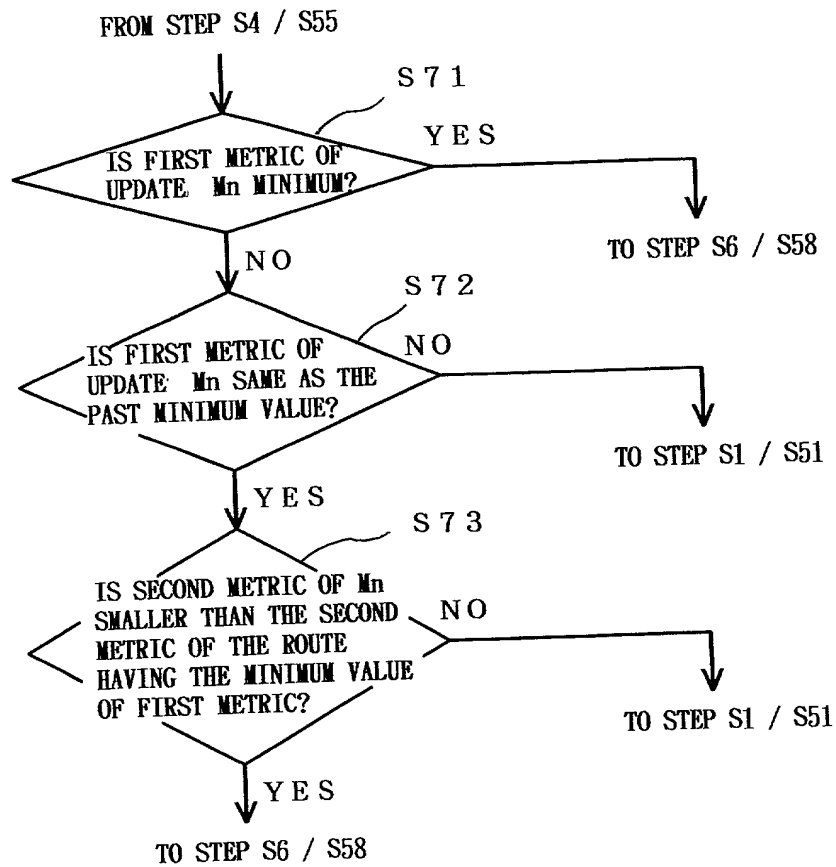 FROM STEP S4 / S55
S71
YES
IS FIRST METRIC OF
UPDATE Mn MINIMUM?
TO STEP S6 / S58
NO
S72
NO
IS FIRST METRIC OF
UPDATE Mn SAME AS THE
PAST MINIMUM VALUE?
TO STEP S1 / S51
YES
S73
IS SECOND METRIC OF Mn
SMALLER THAN THE SECOND
METRIC OF THE ROUTE
HAVING THE MINIMUM VALUE
OF FIRST METRIC?
NO
TO STEP S1 / S51
YES
TO STEP S6 / S58